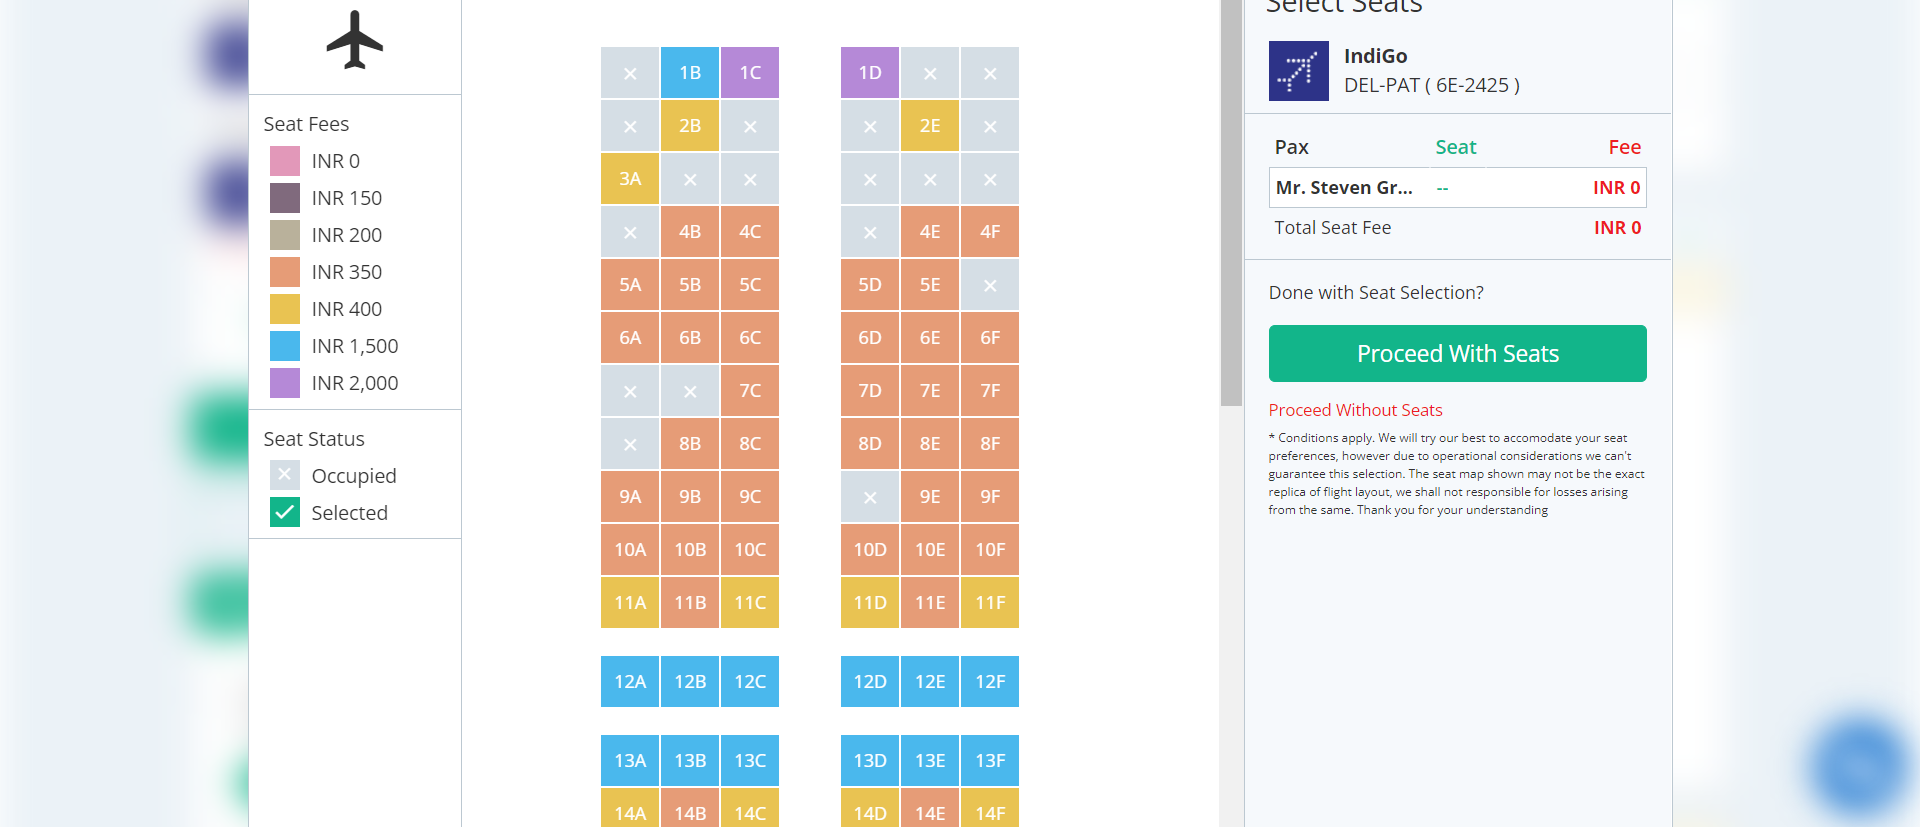 Seat Fees
INR 0
INR 150
INR 200
INR 350
INR 400
INR 1,500
INR 2,000
Seat Status
Occupied
Selected
1B 1C 1D
2B 2E
3A
4B 4C 4E 4F
5A 5B 5C 5D 5E
6A 6B 6C 6D 6E 6F
7C 7D 7E 7F
8B 8C 8D 8E 8F
9A 9B 9C 9E 9F
10A 10B 10C 10D 10E 10F
11A 11B 11C 11D 11E 11F
12A 12B 12C 12D 12E 12F
13A 13B 13C 13D 13E 13F
14A 14B 14C 14D 14E 14F
Select Seats
IndiGo
DEL-PAT ( 6E-2425 )
Pax Seat Fee
Mr. Steven Gr... -- INR 0
Total Seat Fee INR 0
Done with Seat Selection?
Proceed With Seats
Proceed Without Seats
* Conditions apply. We will try our best to accomodate your seat
preferences, however due to operational considerations we can't
guarantee this selection. The seat map shown may not be the exact
replica of flight layout, we shall not responsible for losses arising
from the same. Thank you for your understanding